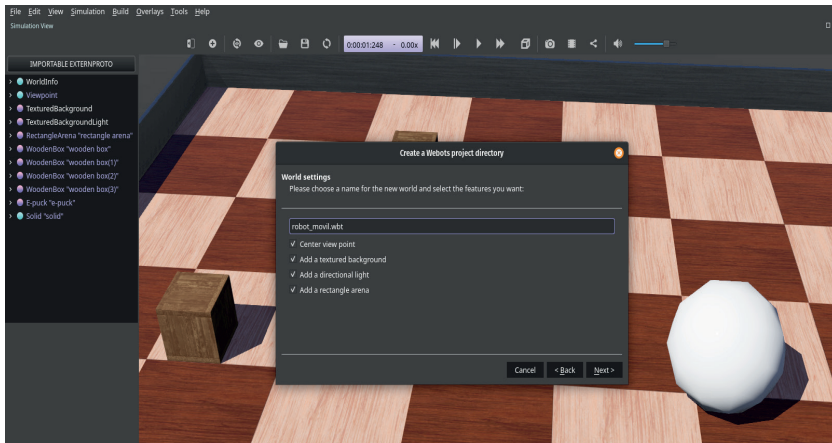 File Edit View Simulation Build Overlays Tools Help
Simulation View
0:00:01:248 - 0.00x
IMPORTABLE EXTERNPROTO
WorldInfo
Viewpoint
TexturedBackground
TexturedBackgroundLight
RectangleArena "rectangle arena"
WoodenBox "wooden box"
WoodenBox "wooden box(1)"
WoodenBox "wooden box(2)"
WoodenBox "wooden box(3)"
E-puck "e-puck"
Solid "solid"
Create a Webots project directory
World settings
Please choose a name for the new world and select the features you want:
robot_movil.wbt
Center view point
Add a textured background
Add a directional light
Add a rectangle arena
Cancel < Back Next >